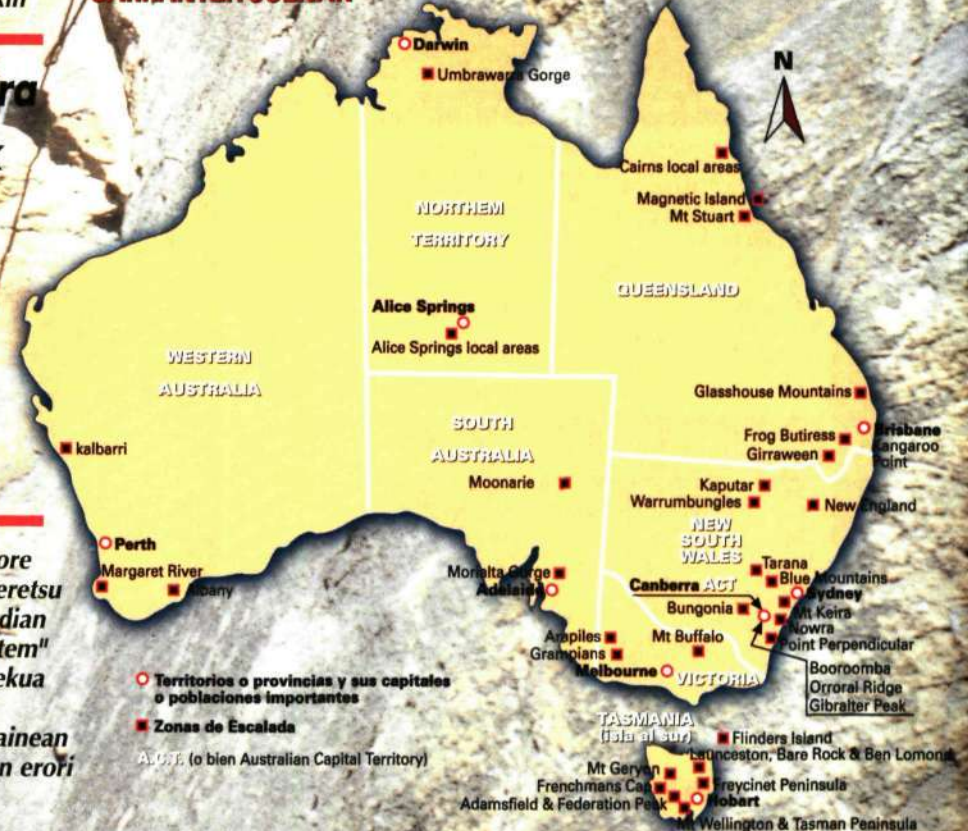 ra
ore
eretsu
dian
tem"
ekua
ainean
n erori
N
Darwin
Umbrawarra Gorge
Cairns local areas
Magnetic Island
Mt Stuart
NORTHEM
TERRITORY
QUEENSLAND
Alice Springs
Alice Springs local areas
WESTERN
AUSTRALIA
SOUTH
AUSTRALIA
Glasshouse Mountains
Brisbane
Frog Butiress
Kangaroo
Point
Girraween
kalbarri
Moonarie
Kaputar
Warrumbungles
New England
NEW
SOUTH
WALES
Perth
Margaret River
Albany
Morialta Gorge
Adelaide
Tarana
Blue Mountains
Canberra ACT
Sydney
Bungonia
Mt Keira
Nowra
Point Perpendicular
Arapiles
Grampians
Mt Buffalo
Melbourne
VICTORIA
Booroomba
Orroral Ridge
Gibralter Peak
Territorios o provincias y sus capitales
o poblaciones importantes
Zonas de Escalada
A.C.T. (o bien Australian Capital Territory)
TASMANIA
(isla al sur)
Flinders Island
Launceston, Bare Rock & Ben Lomond
Mt Geryon
Frenchmans Cap
Freycinet Peninsula
Adamsfield & Federation Peak
Hobart
Mt Wellington & Tasman Peninsula